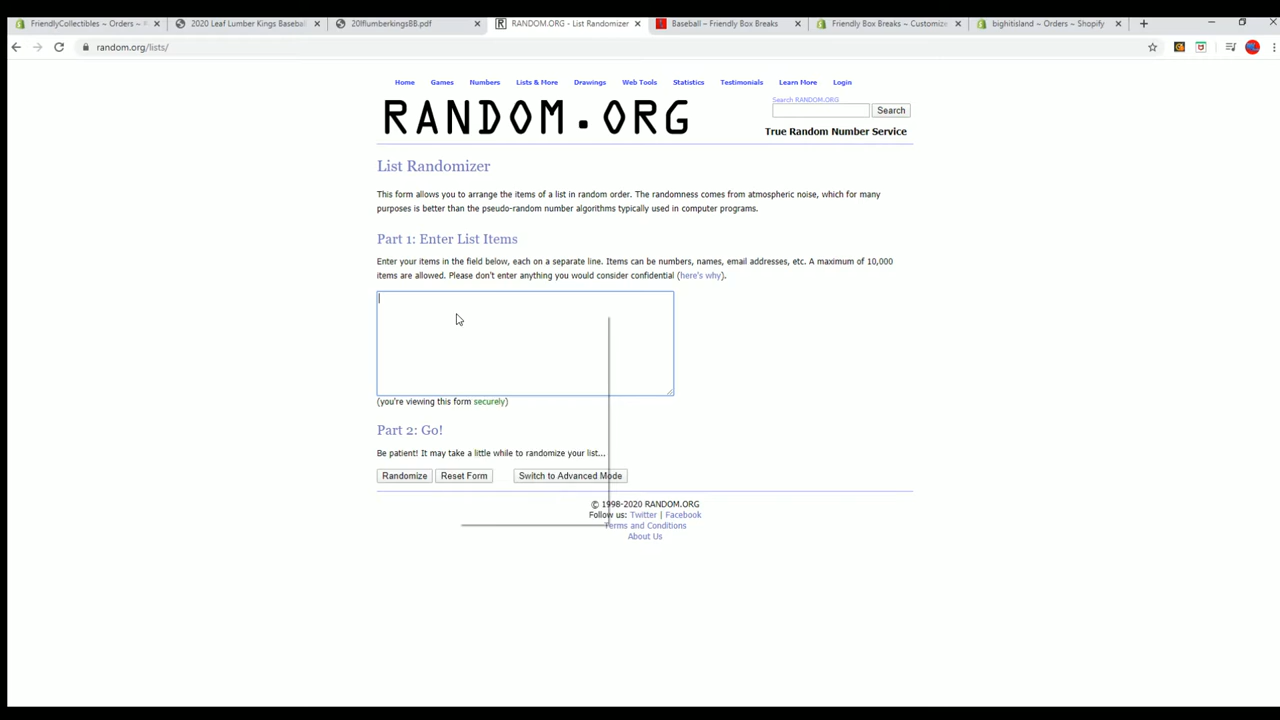 FriendlyCollectibles ~ Orders ~
2020 Leaf Lumber Kings Baseba
20lflumberkingsBB.pdf
RANDOM.ORG - List Randomizer
Baseball – Friendly Box Breaks
Friendly Box Breaks ~ Customize
bighitisland ~ Orders ~ Shopify
random.org/lists/
Home Games Numbers Lists & More Drawings Web Tools Statistics Testimonials Learn More Login
Search RANDOM.ORG
RANDOM.ORG
Search
True Random Number Service
List Randomizer
This form allows you to arrange the items of a list in random order. The randomness comes from atmospheric noise, which for many
purposes is better than the pseudo-random number algorithms typically used in computer programs.
Part 1: Enter List Items
Enter your items in the field below, each on a separate line. Items can be numbers, names, email addresses, etc. A maximum of 10,000
items are allowed. Please don't enter anything you would consider confidential (here's why).
(you're viewing this form securely)
Part 2: Go!
Be patient! It may take a little while to randomize your list...
Randomize Reset Form Switch to Advanced Mode
© 1998-2020 RANDOM.ORG
Follow us: Twitter | Facebook
Terms and Conditions
About Us